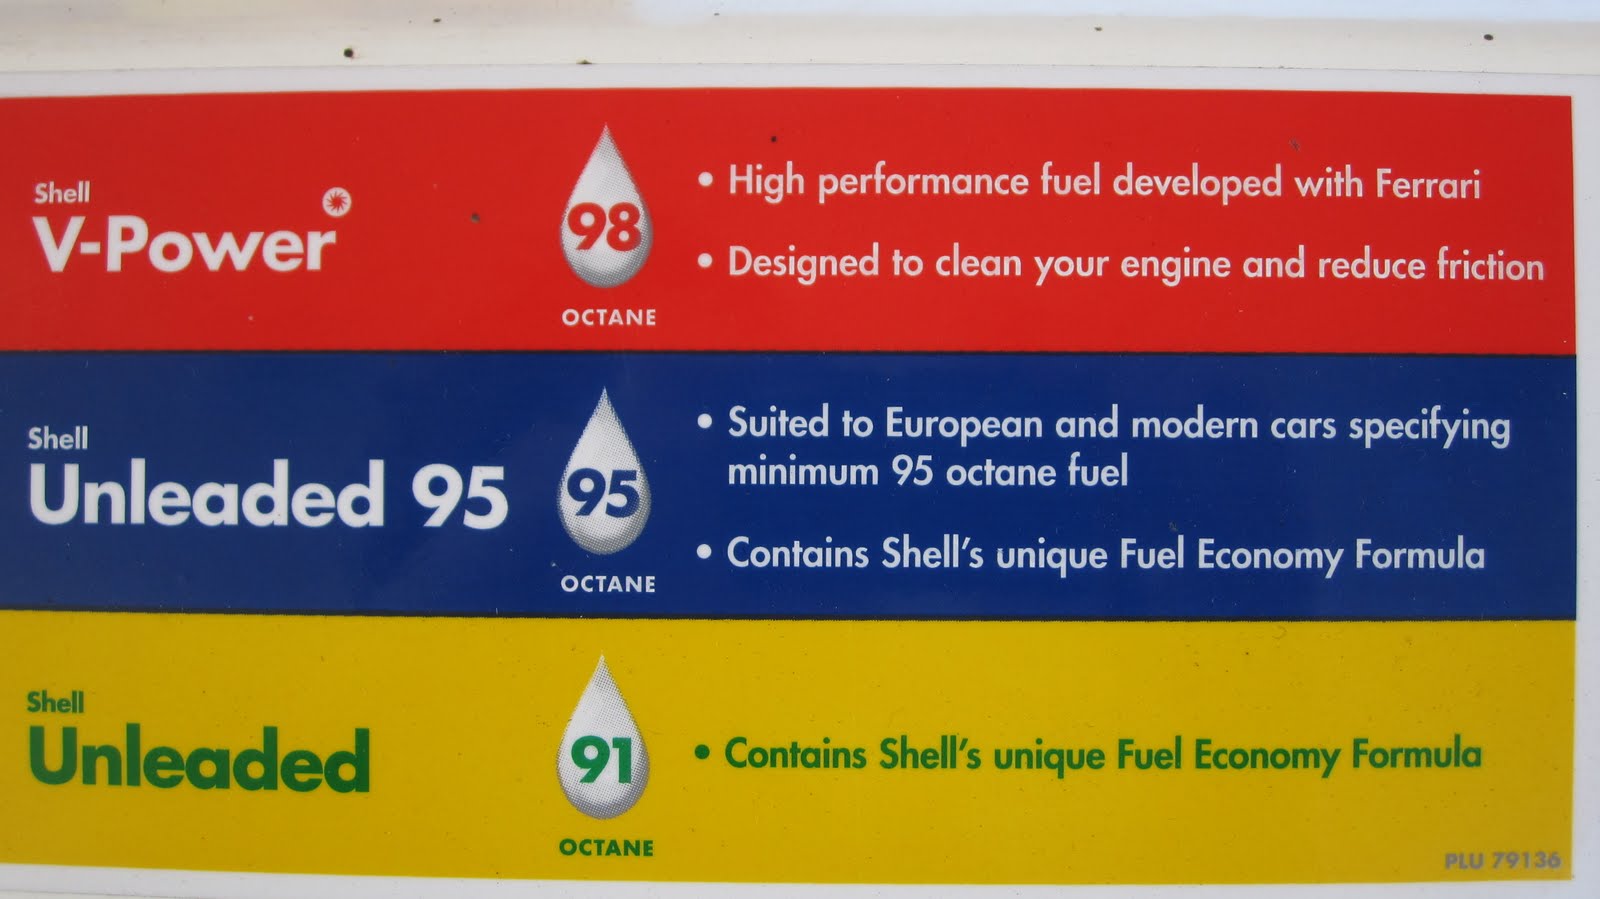 Shell
V-Power
98
OCTANE
• High performance fuel developed with Ferrari
• Designed to clean your engine and reduce friction
Shell
Unleaded 95
95
OCTANE
• Suited to European and modern cars specifying
minimum 95 octane fuel
• Contains Shell's unique Fuel Economy Formula
Shell
Unleaded
91
OCTANE
• Contains Shell's unique Fuel Economy Formula
PLU 79136